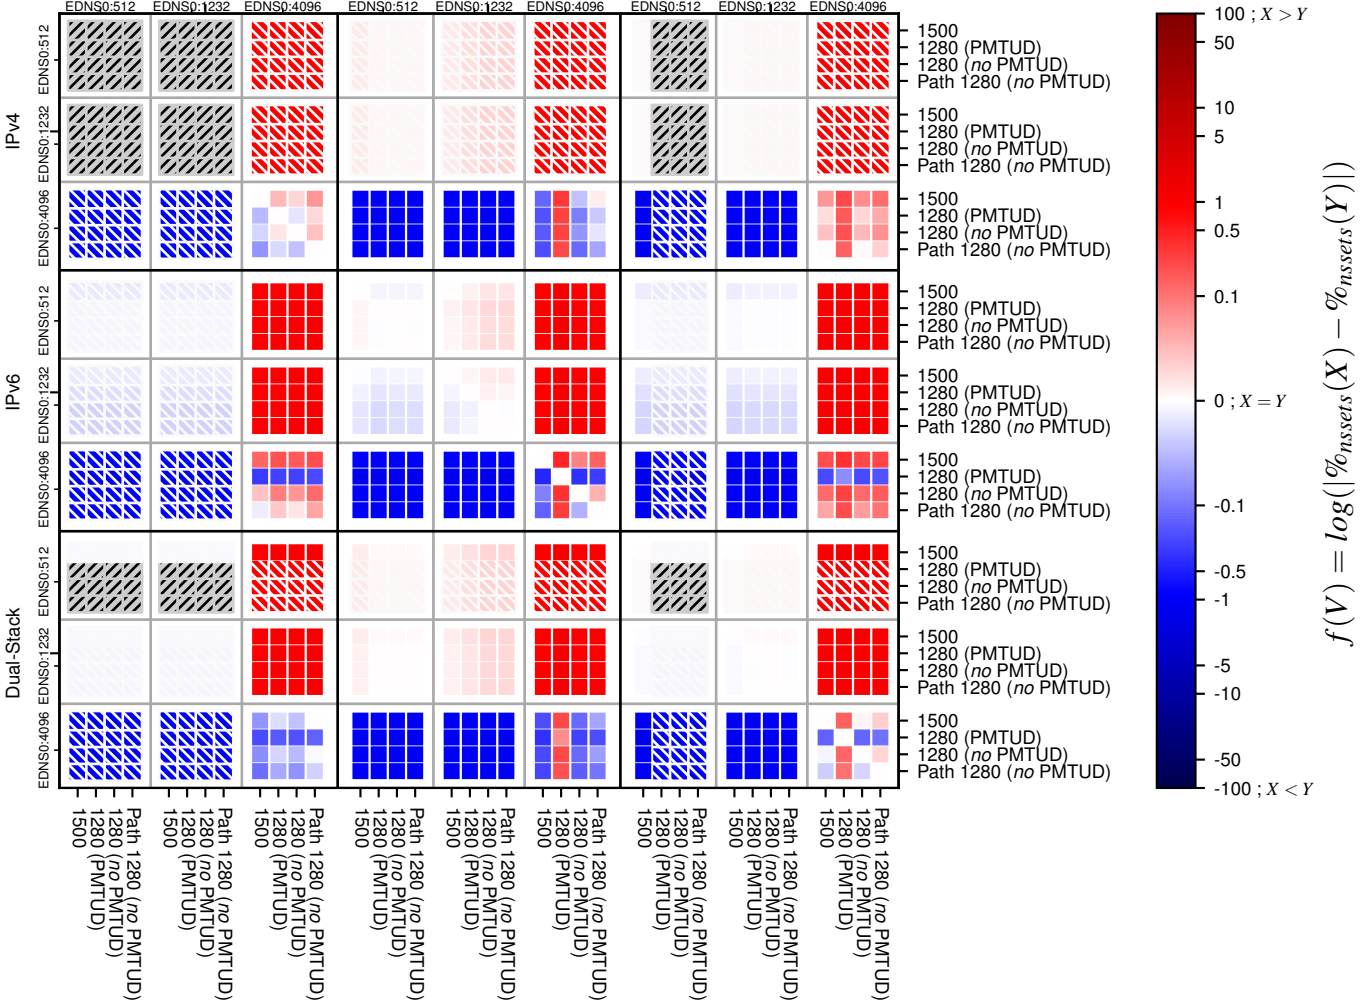 EDNS0:512 EDNS0:1232 EDNS0:4096 EDNS0:512 EDNS0:1232 EDNS0:4096 EDNS0:512 EDNS0:1232 EDNS0:4096
IPv4
EDNS0:512
1500
1280 (PMTUD)
1280 (no PMTUD)
Path 1280 (no PMTUD)
EDNS0:1232
1500
1280 (PMTUD)
1280 (no PMTUD)
Path 1280 (no PMTUD)
EDNS0:4096
1500
1280 (PMTUD)
1280 (no PMTUD)
Path 1280 (no PMTUD)
IPv6
EDNS0:512
1500
1280 (PMTUD)
1280 (no PMTUD)
Path 1280 (no PMTUD)
EDNS0:1232
1500
1280 (PMTUD)
1280 (no PMTUD)
Path 1280 (no PMTUD)
EDNS0:4096
1500
1280 (PMTUD)
1280 (no PMTUD)
Path 1280 (no PMTUD)
Dual-Stack
EDNS0:512
1500
1280 (PMTUD)
1280 (no PMTUD)
Path 1280 (no PMTUD)
EDNS0:1232
1500
1280 (PMTUD)
1280 (no PMTUD)
Path 1280 (no PMTUD)
EDNS0:4096
1500
1280 (PMTUD)
1280 (no PMTUD)
Path 1280 (no PMTUD)
1500
1280 (PMTUD)
1280 (no PMTUD)
Path 1280 (no PMTUD)
1500
1280 (PMTUD)
1280 (no PMTUD)
Path 1280 (no PMTUD)
1500
1280 (PMTUD)
1280 (no PMTUD)
Path 1280 (no PMTUD)
1500
1280 (PMTUD)
1280 (no PMTUD)
Path 1280 (no PMTUD)
1500
1280 (PMTUD)
1280 (no PMTUD)
Path 1280 (no PMTUD)
1500
1280 (PMTUD)
1280 (no PMTUD)
Path 1280 (no PMTUD)
1500
1280 (PMTUD)
1280 (no PMTUD)
Path 1280 (no PMTUD)
1500
1280 (PMTUD)
1280 (no PMTUD)
Path 1280 (no PMTUD)
1500
1280 (PMTUD)
1280 (no PMTUD)
Path 1280 (no PMTUD)
100 ; X > Y
50
10
5
1
0.5
0.1
0 ; X = Y
-0.1
-0.5
-1
-5
-10
-50
-100 ; X < Y
f(V) = log(|%nssets(X) − %nssets(Y)|)